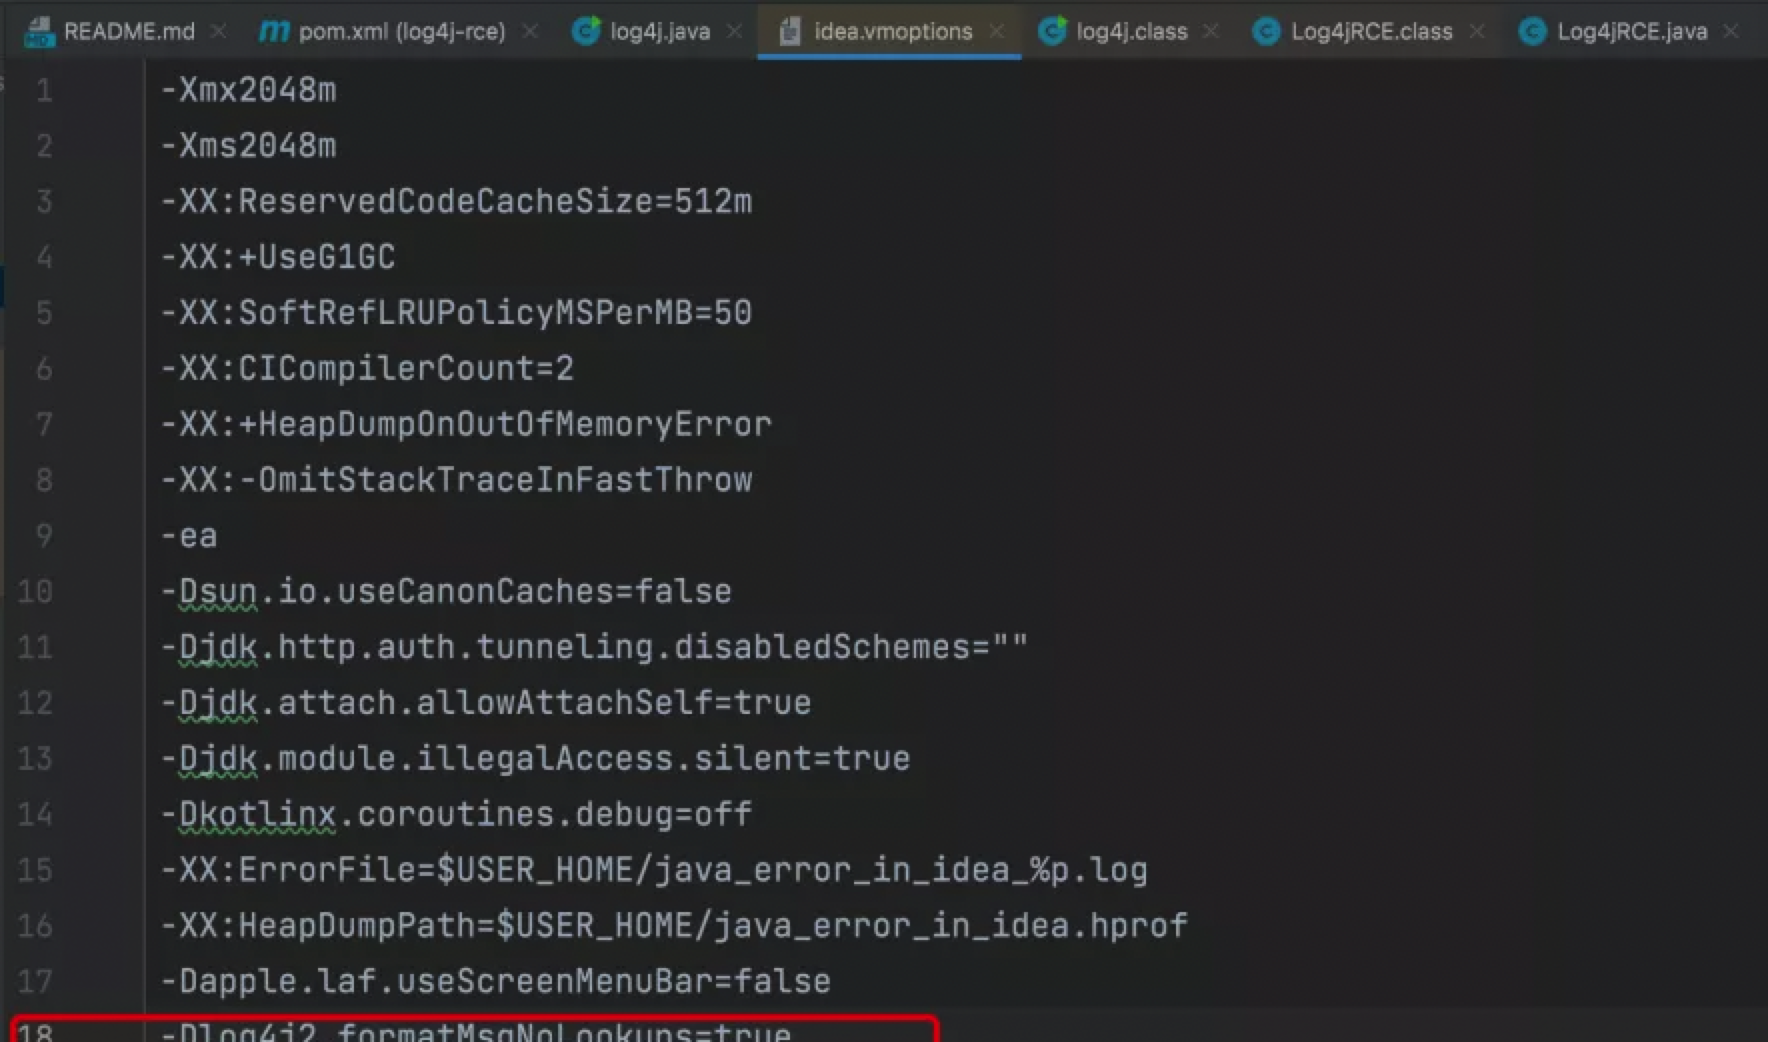 README.md pom.xml (log4j-rce) log4j.java idea.vmoptions log4j.class Log4jRCE.class Log4jRCE.java
1 -Xmx2048m
2 -Xms2048m
3 -XX:ReservedCodeCacheSize=512m
4 -XX:+UseG1GC
5 -XX:SoftRefLRUPolicyMSPerMB=50
6 -XX:CICompilerCount=2
7 -XX:+HeapDumpOnOutOfMemoryError
8 -XX:-OmitStackTraceInFastThrow
9 -ea
10 -Dsun.io.useCanonCaches=false
11 -Djdk.http.auth.tunneling.disabledSchemes=""
12 -Djdk.attach.allowAttachSelf=true
13 -Djdk.module.illegalAccess.silent=true
14 -Dkotlinx.coroutines.debug=off
15 -XX:ErrorFile=$USER_HOME/java_error_in_idea_%p.log
16 -XX:HeapDumpPath=$USER_HOME/java_error_in_idea.hprof
17 -Dapple.laf.useScreenMenuBar=false
18 -Dlog4j2.formatMsgNoLookups=true